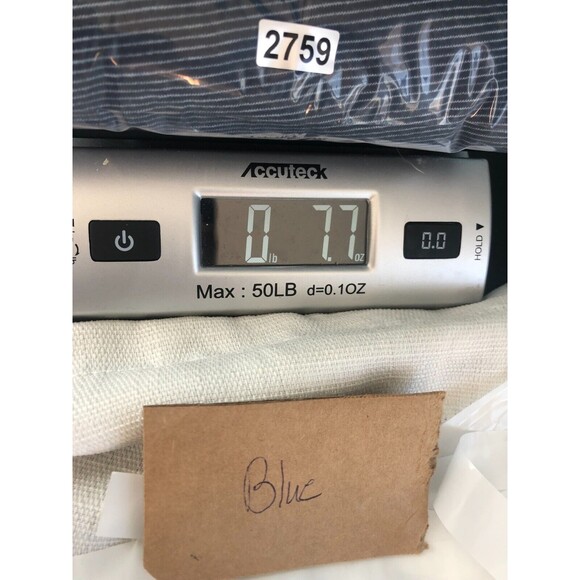 2759
Accuteck
0 lb 7.7 oz
0.0
HOLD
Max : 50LB d=0.1OZ
Blue